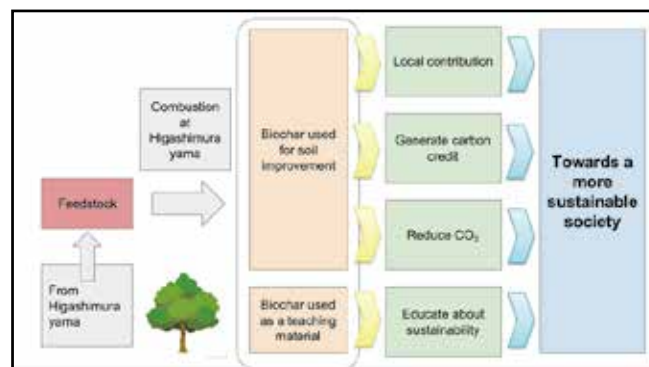 From
Higashimura
yama
Feedstock
Combustion
at
Higashimura
yama
Biochar used
for soil
improvement
Biochar used
as a teaching
material
Local contribution
Generate carbon
credit
Reduce CO₂
Educate about
sustainability
Towards a
more
sustainable
society